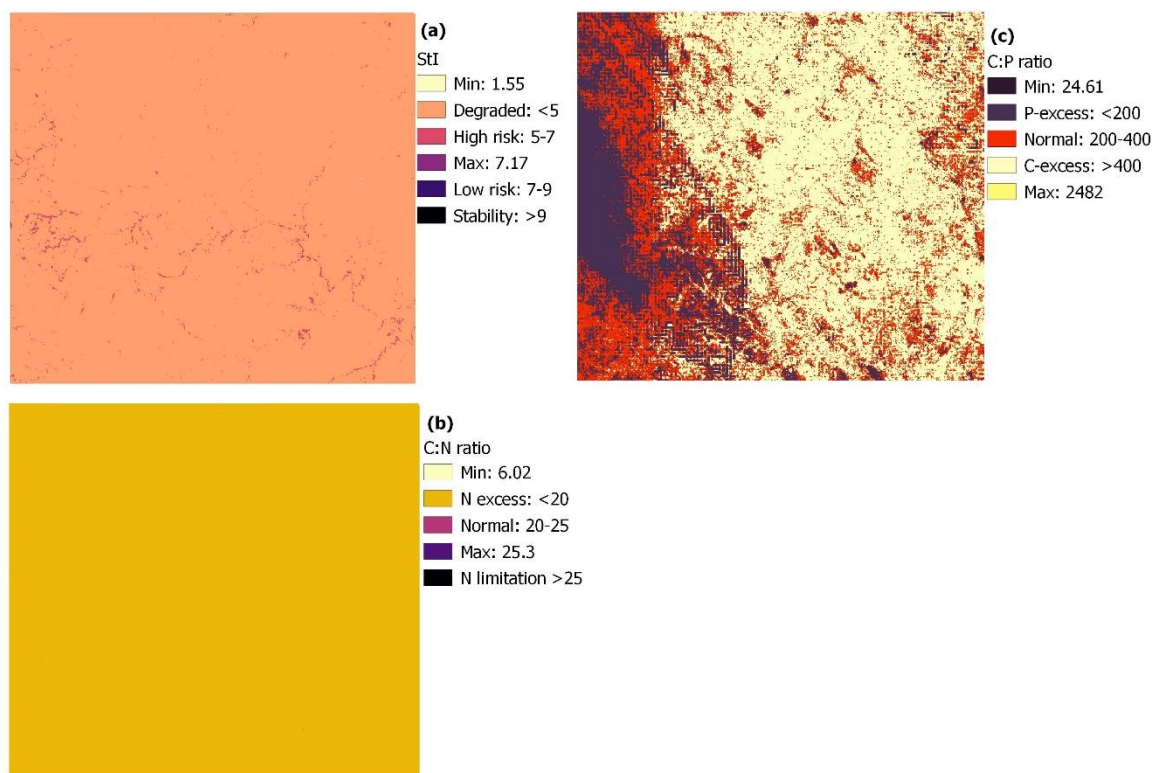 (a)
StI
Min: 1.55
Degraded: <5
High risk: 5-7
Max: 7.17
Low risk: 7-9
Stability: >9
(c)
C:P ratio
Min: 24.61
P-excess: <200
Normal: 200-400
C-excess: >400
Max: 2482
(b)
C:N ratio
Min: 6.02
N excess: <20
Normal: 20-25
Max: 25.3
N limitation >25